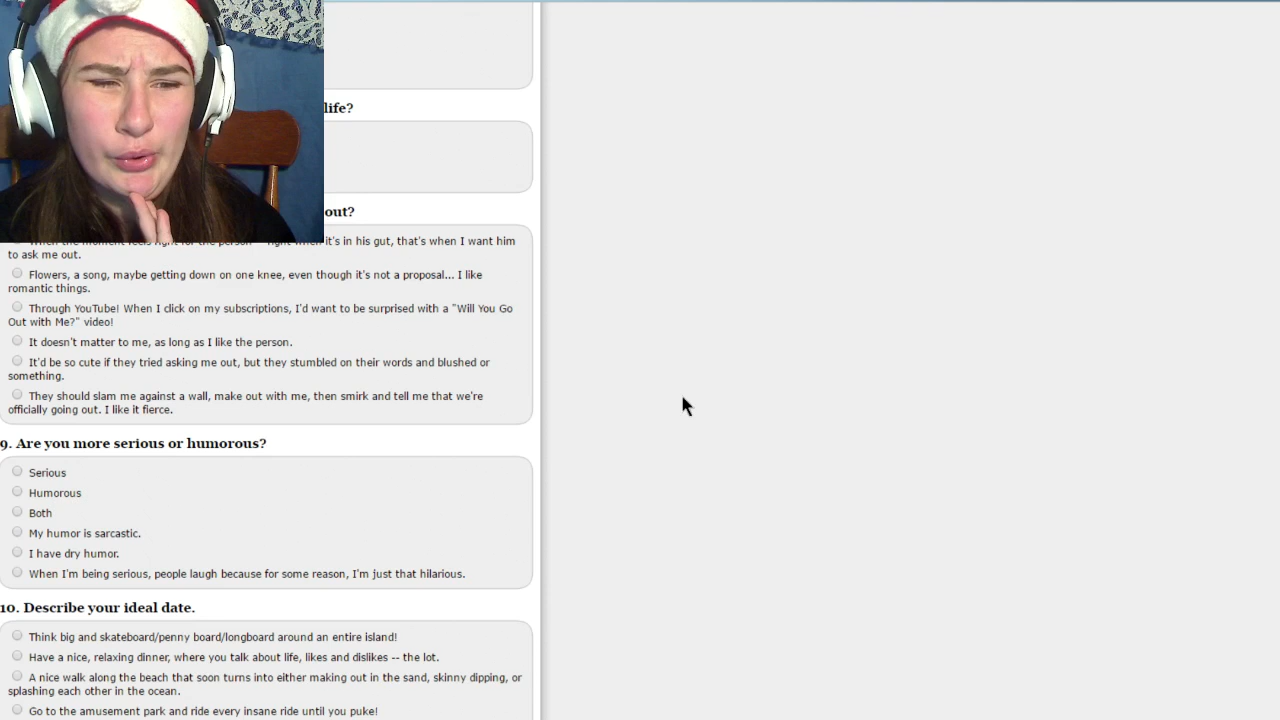 life?
out?
it's in his gut, that's when I want him
to ask me out.
Flowers, a song, maybe getting down on one knee, even though it's not a proposal... I like
romantic things.
Through YouTube! When I click on my subscriptions, I'd want to be surprised with a "Will You Go
Out with Me?" video!
It doesn't matter to me, as long as I like the person.
It'd be so cute if they tried asking me out, but they stumbled on their words and blushed or
something.
They should slam me against a wall, make out with me, then smirk and tell me that we're
officially going out. I like it fierce.
9. Are you more serious or humorous?
Serious
Humorous
Both
My humor is sarcastic.
I have dry humor.
When I'm being serious, people laugh because for some reason, I'm just that hilarious.
10. Describe your ideal date.
Think big and skateboard/penny board/longboard around an entire island!
Have a nice, relaxing dinner, where you talk about life, likes and dislikes -- the lot.
A nice walk along the beach that soon turns into either making out in the sand, skinny dipping, or
splashing each other in the ocean.
Go to the amusement park and ride every insane ride until you puke!